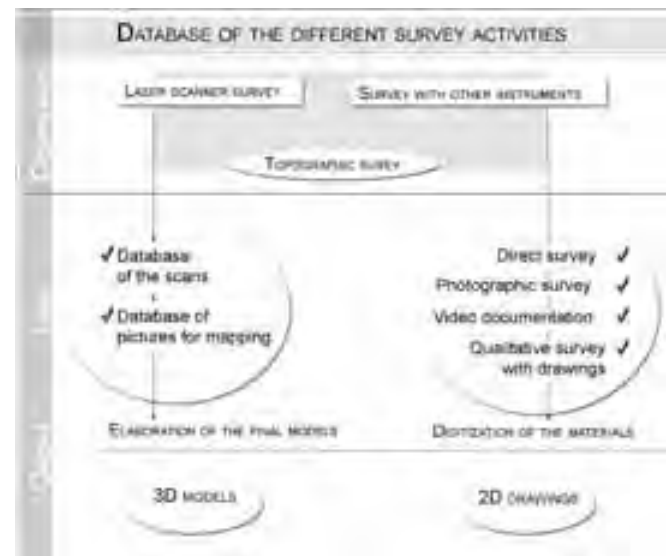 DATABASE OF THE DIFFERENT SURVEY ACTIVITIES
LASER SCANNER SURVEY
SURVEY WITH OTHER INSTRUMENTS
TOPOGRAPHIC SURVEY
✓ Database
of the scans
✓ Database of
pictures for mapping
Direct survey ✓
Photographic survey ✓
Video documentation ✓
Qualitative survey ✓
with drawings
ELABORATION OF THE FINAL MODELS
DIGITIZATION OF THE MATERIALS
3D MODELS
2D DRAWINGS